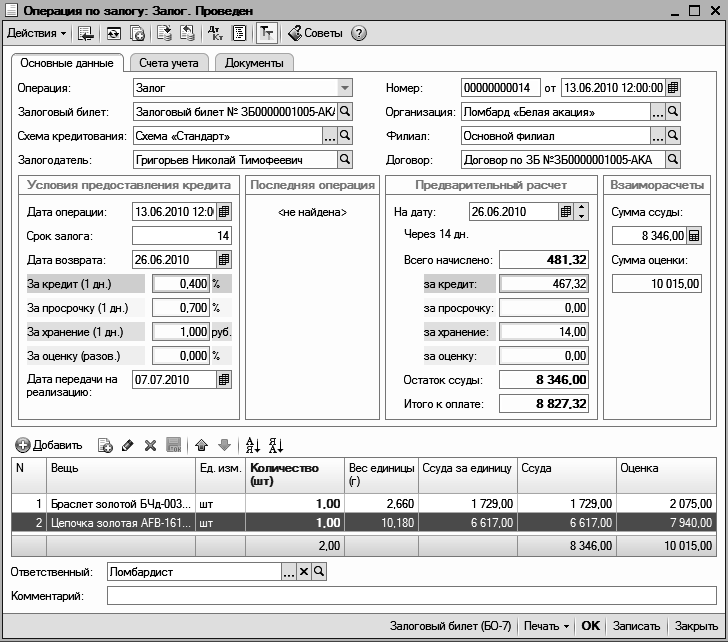 Операция по залогу: Залог. Проведен
Действия Дт Кт Тт Советы
Основные данные Счета учета Документы
Операция: Залог Номер: 00000000014 от 13.06.2010 12:00:00
Залоговый билет: Залоговый билет № ЗБ0000001005-АКА Организация: Ломбард «Белая акация» ...
Схема кредитования: Схема «Стандарт» ... Филиал: Основной филиал ...
Залогодатель: Григорьев Николай Тимофеевич Договор: Договор по ЗБ №ЗБ0000001005-АКА
Условия предоставления кредита Последняя операция Предварительный расчет Взаиморасчеты
Дата операции: 13.06.2010 12:0 <не найдена> На дату: 26.06.2010 Сумма ссуды:
Срок залога: 14 Через 14 дн. 8 346,00
Дата возврата: 26.06.2010 Всего начислено: 481,32 Сумма оценки:
За кредит (1 дн.) 0,400 % за кредит: 467,32 10 015,00
За просрочку (1 дн.) 0,700 % за просрочку: 0,00
За хранение (1 дн.) 1,000 руб. за хранение: 14,00
За оценку (разов.) 0,000 % за оценку: 0,00
Дата передачи на реализацию: 07.07.2010 Остаток ссуды: 8 346,00
Итого к оплате: 8 827,32
Добавить
N Вещь Ед. изм. Количество (шт) Вес единицы (г) Ссуда за единицу Ссуда Оценка
1 Браслет золотой БЧд-003... шт 1,00 2,660 1 729,00 1 729,00 2 075,00
2 Цепочка золотая AFB-161... шт 1,00 10,180 6 617,00 6 617,00 7 940,00
2,00 8 346,00 10 015,00
Ответственный: Ломбардист ...
Комментарий:
Залоговый билет (БО-7) Печать OK Записать Закрыть